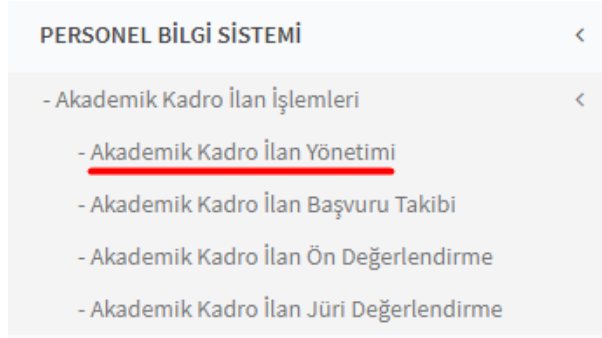 PERSONEL BİLGİ SİSTEMİ
- Akademik Kadro İlan İşlemleri
- Akademik Kadro İlan Yönetimi
- Akademik Kadro İlan Başvuru Takibi
- Akademik Kadro İlan Ön Değerlendirme
- Akademik Kadro İlan Jüri Değerlendirme